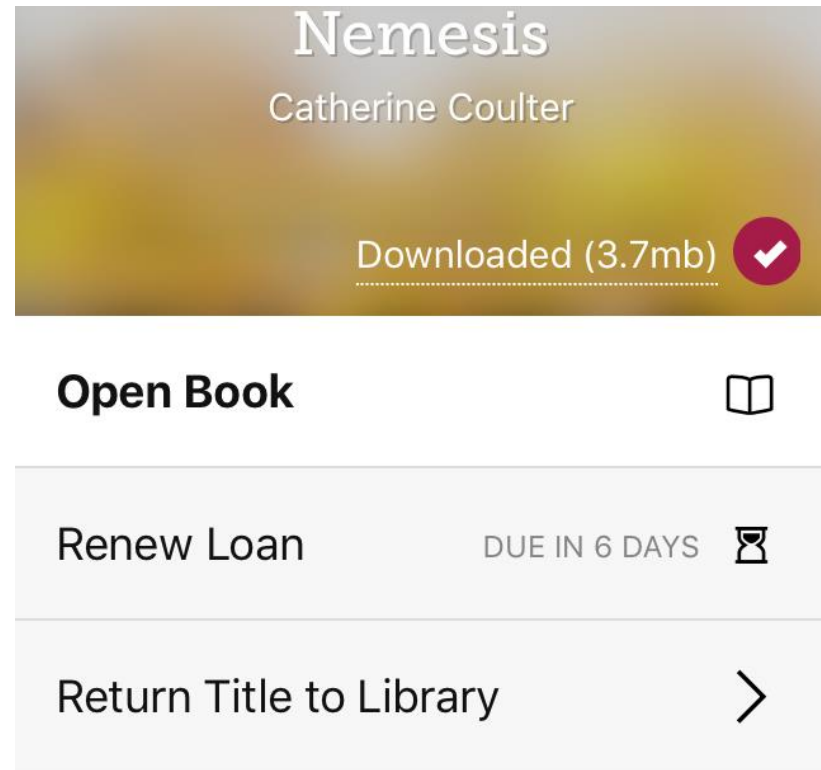 Nemesis
Catherine Coulter
Downloaded (3.7mb)
Open Book
Renew Loan DUE IN 6 DAYS
Return Title to Library